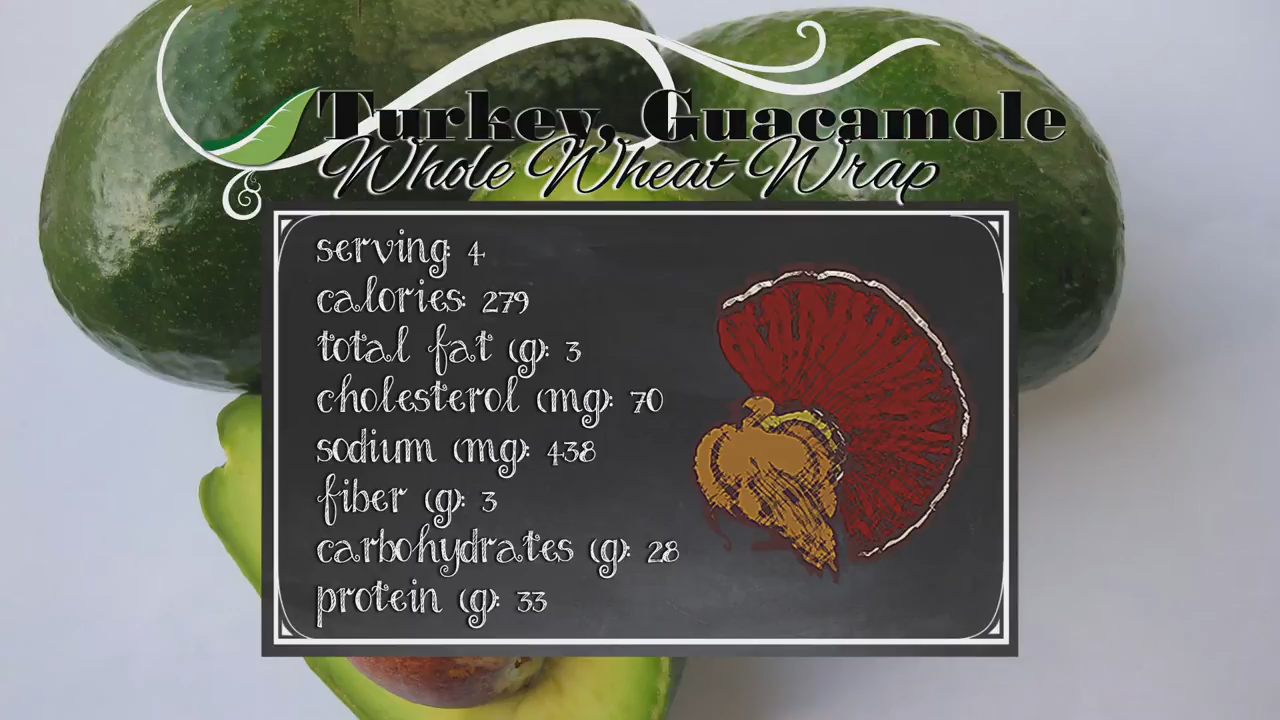 Turkey, Guacamole
Whole Wheat Wrap
serving: 4
calories: 279
total fat (g): 3
cholesterol (mg): 70
sodium (mg): 438
fiber (g): 3
carbohydrates (g): 28
protein (g): 33